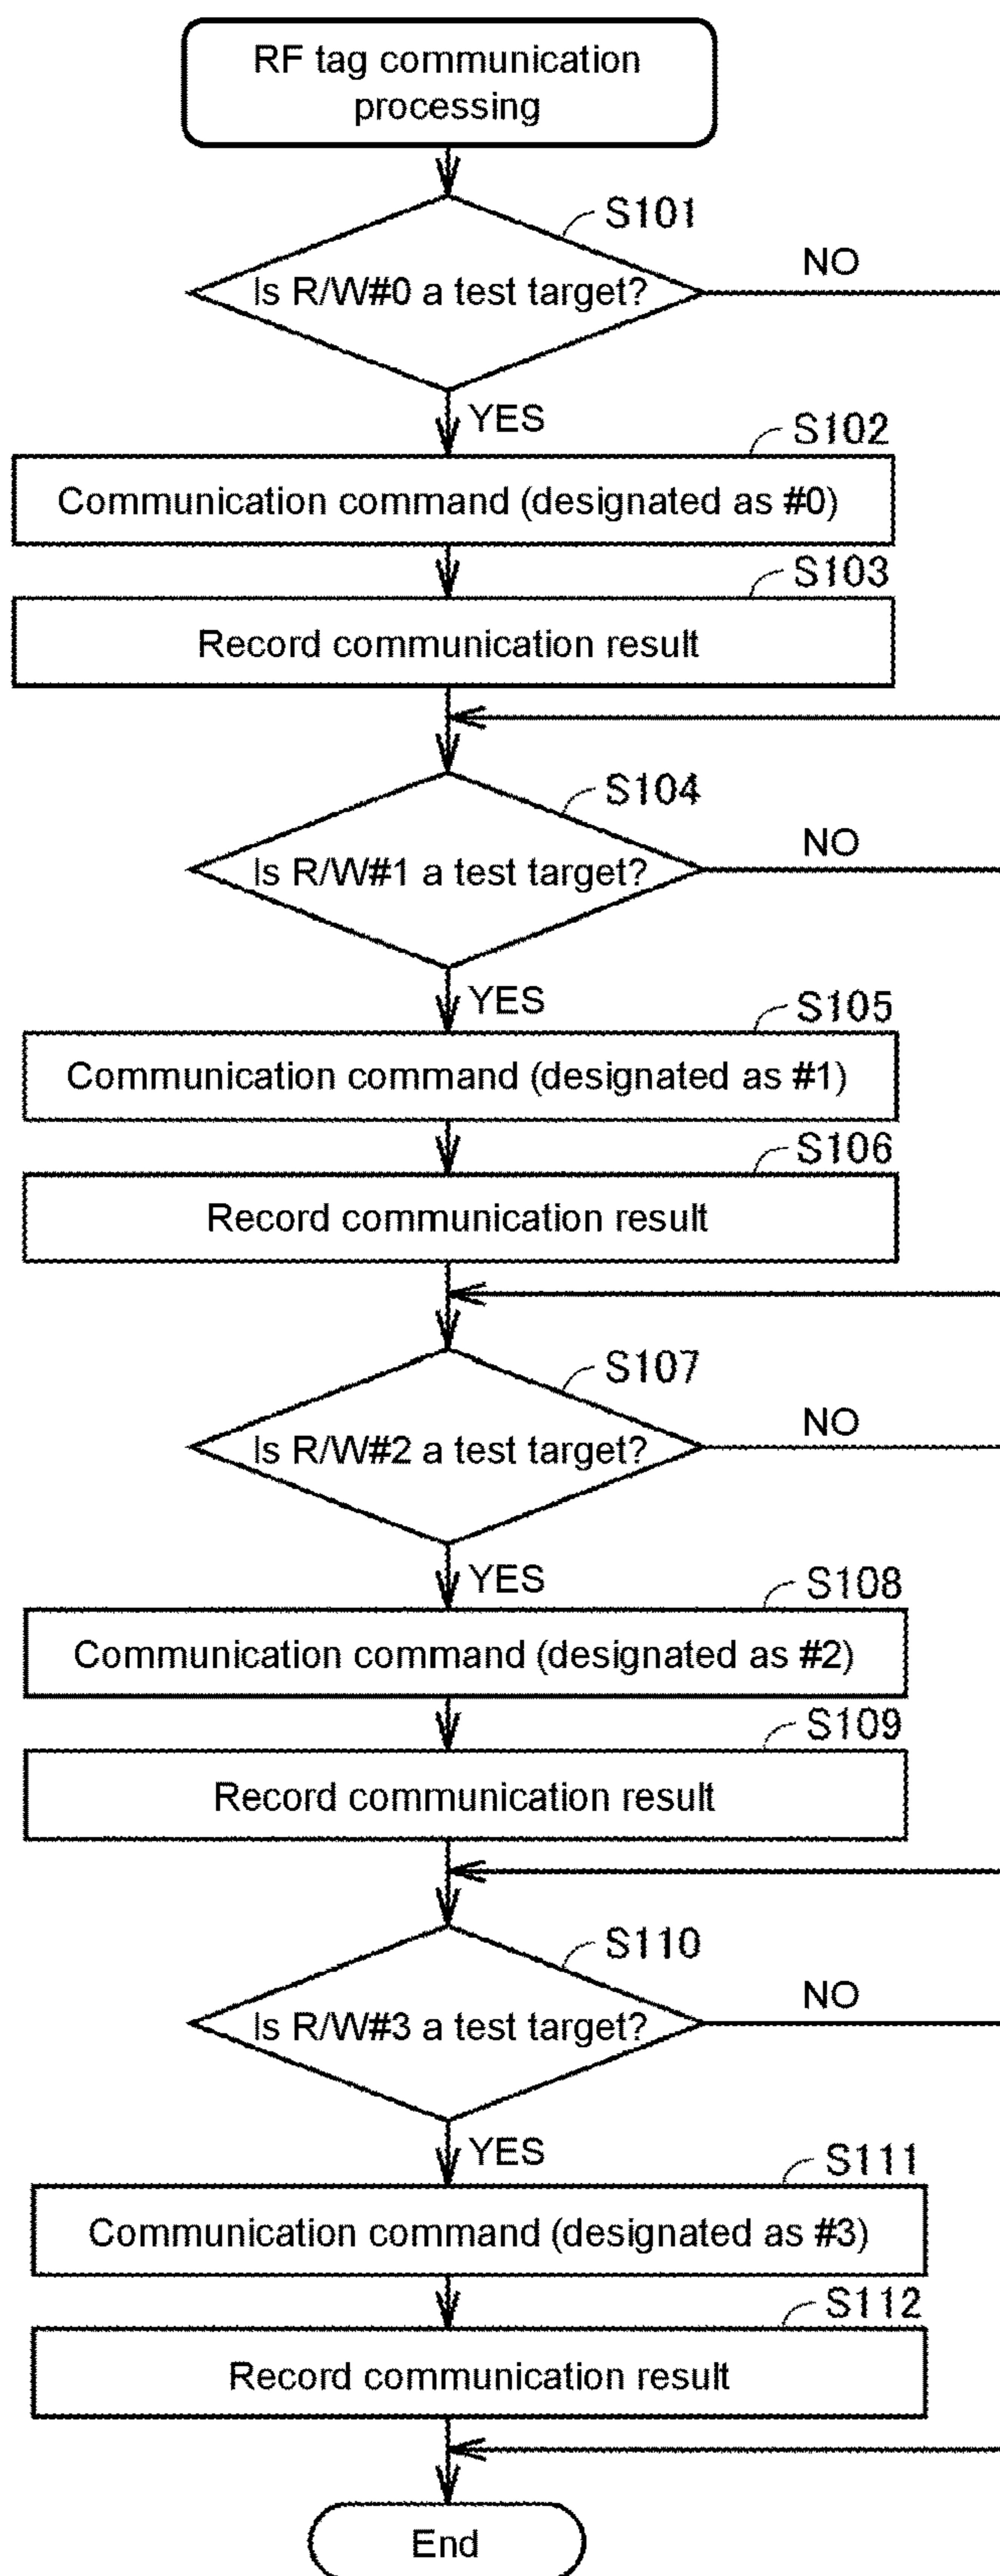 RF tag communication
processing
S101
Is R/W#0 a test target?
NO
YES
S102
Communication command (designated as #0)
S103
Record communication result
S104
Is R/W#1 a test target?
NO
YES
S105
Communication command (designated as #1)
S106
Record communication result
S107
Is R/W#2 a test target?
NO
YES
S108
Communication command (designated as #2)
S109
Record communication result
S110
Is R/W#3 a test target?
NO
YES
S111
Communication command (designated as #3)
S112
Record communication result
End